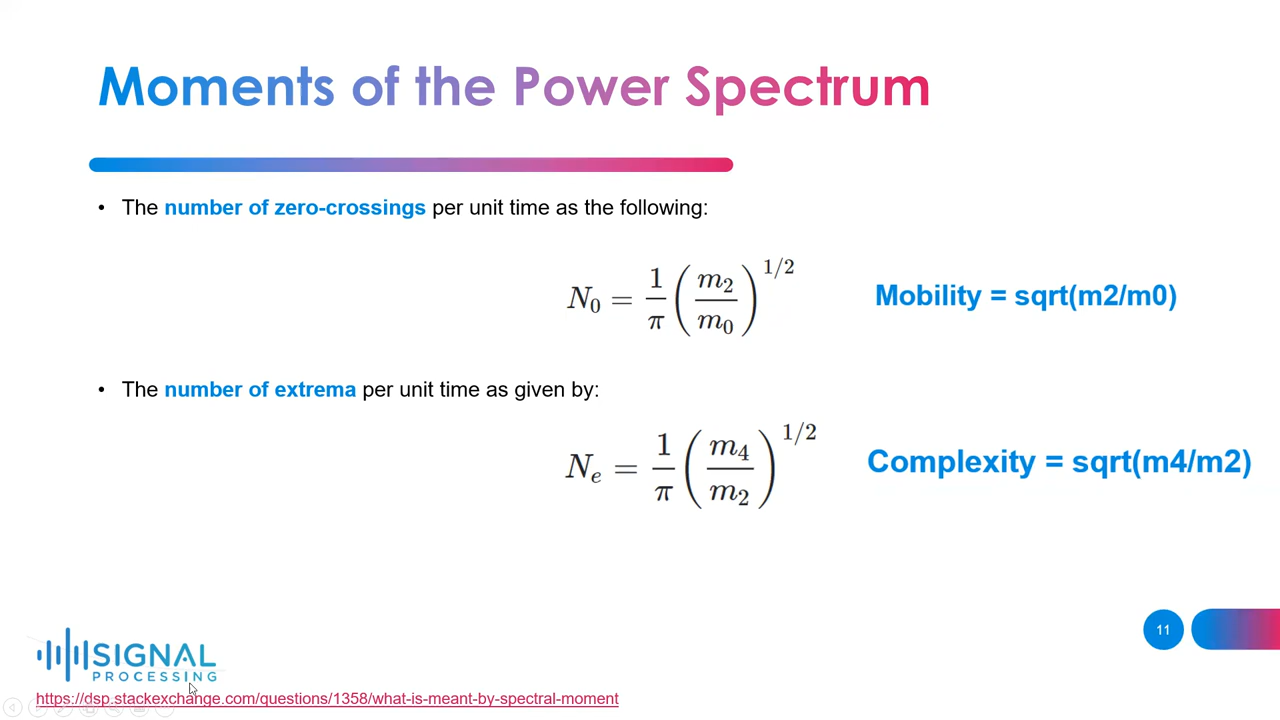 Moments of the Power Spectrum
• The number of zero-crossings per unit time as the following:
N₀ = 1/π (m₂/m₀)^1/2
Mobility = sqrt(m2/m0)
• The number of extrema per unit time as given by:
Nₑ = 1/π (m₄/m₂)^1/2
Complexity = sqrt(m4/m2)
11
SIGNAL
PROCESSING
https://dsp.stackexchange.com/questions/1358/what-is-meant-by-spectral-moment